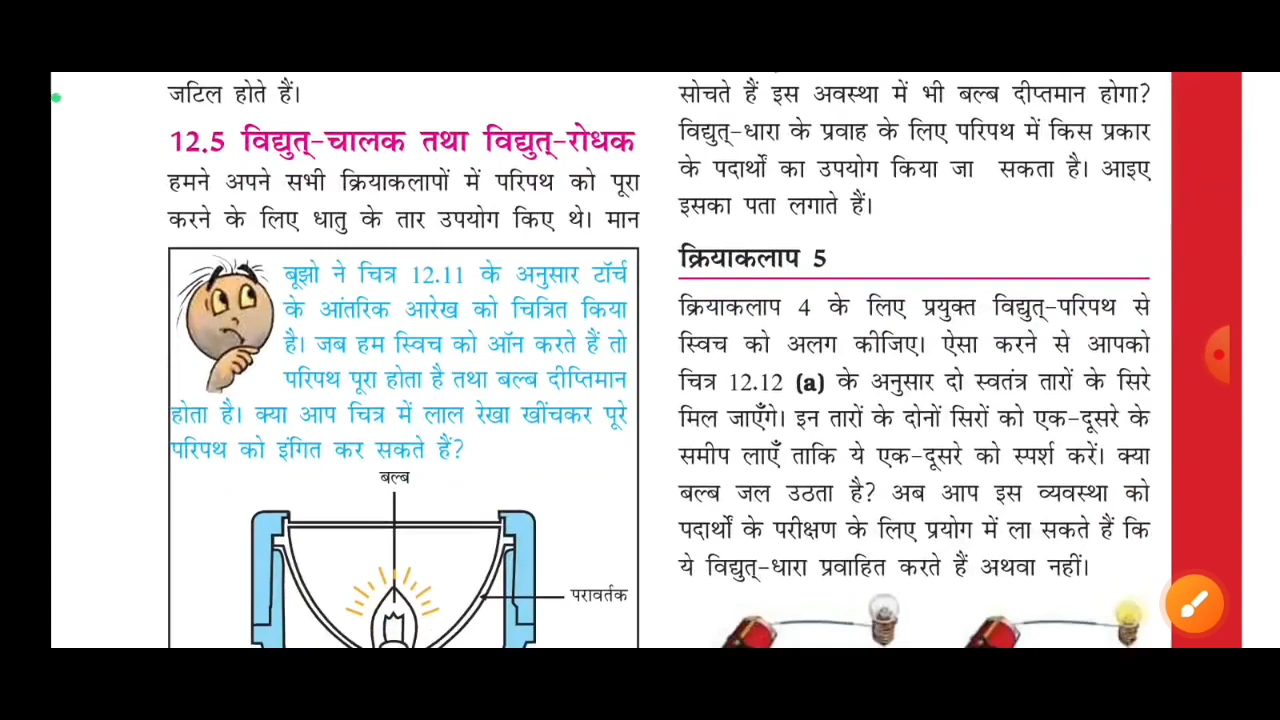 जटिल होते हैं।
12.5 विद्युत्-चालक तथा विद्युत्-रोधक
हमने अपने सभी क्रियाकलापों में परिपथ को पूरा
करने के लिए धातु के तार उपयोग किए थे। मान
बूझो ने चित्र 12.11 के अनुसार टॉर्च
के आंतरिक आरेख को चित्रित किया
है। जब हम स्विच को ऑन करते हैं तो
परिपथ पूरा होता है तथा बल्ब दीप्तिमान
होता है। क्या आप चित्र में लाल रेखा खींचकर पूरे
परिपथ को इंगित कर सकते हैं?
बल्ब
परावर्तक
सोचते हैं इस अवस्था में भी बल्ब दीप्तमान होगा?
विद्युत्-धारा के प्रवाह के लिए परिपथ में किस प्रकार
के पदार्थों का उपयोग किया जा सकता है। आइए
इसका पता लगाते हैं।
क्रियाकलाप 5
क्रियाकलाप 4 के लिए प्रयुक्त विद्युत्-परिपथ से
स्विच को अलग कीजिए। ऐसा करने से आपको
चित्र 12.12 (a) के अनुसार दो स्वतंत्र तारों के सिरे
मिल जाएँगे। इन तारों के दोनों सिरों को एक-दूसरे के
समीप लाएँ ताकि ये एक-दूसरे को स्पर्श करें। क्या
बल्ब जल उठता है? अब आप इस व्यवस्था को
पदार्थों के परीक्षण के लिए प्रयोग में ला सकते हैं कि
ये विद्युत्-धारा प्रवाहित करते हैं अथवा नहीं।